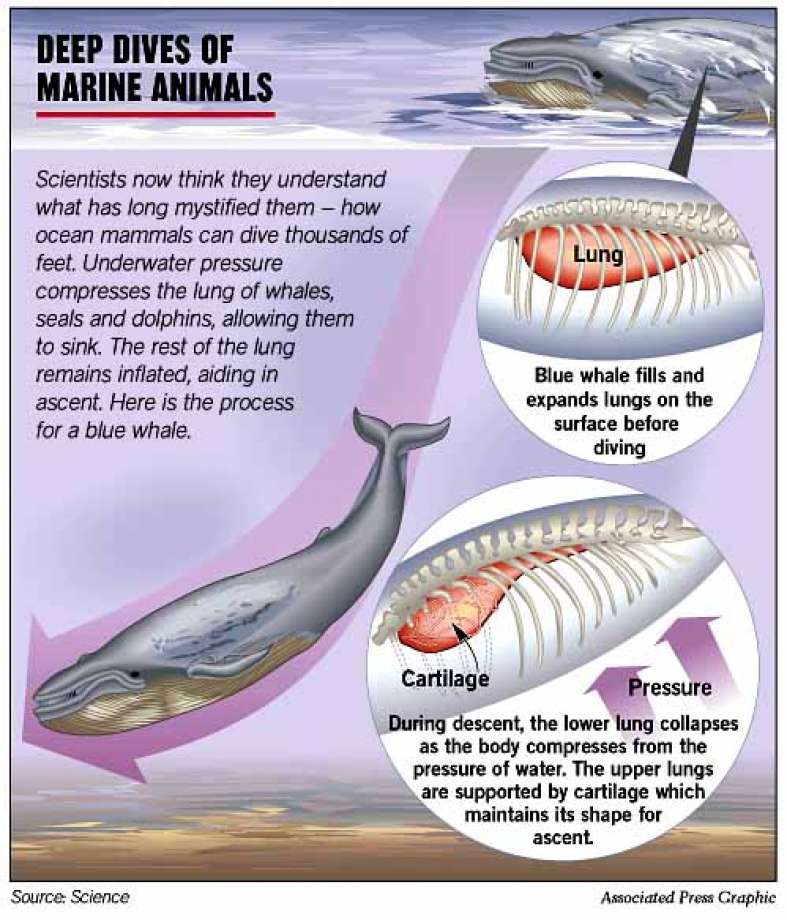 DEEP DIVES OF
MARINE ANIMALS
Scientists now think they understand
what has long mystified them – how
ocean mammals can dive thousands of
feet. Underwater pressure
compresses the lung of whales,
seals and dolphins, allowing them
to sink. The rest of the lung
remains inflated, aiding in
ascent. Here is the process
for a blue whale.
Lung
Blue whale fills and
expands lungs on the
surface before
diving
Cartilage
Pressure
During descent, the lower lung collapses
as the body compresses from the
pressure of water. The upper lungs
are supported by cartilage which
maintains its shape for
ascent.
Source: Science
Associated Press Graphic